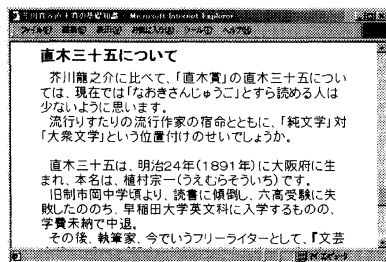 Microsoft Internet Explorer
直木三十五について
芥川龍之介に比べて、「直木賞」の直木三十五につい
ては、現在では「なおきさんじゅうご」とすら読める人は
少ないように思います。
流行りすたりの流行作家の宿命とともに、「純文学」対
「大衆文学」という位置付けのせいでしょうか。
直木三十五は、明治24年(1891年)に大阪府に生
まれ、本名は、植村宗一(うえむらそういち)です。
旧制市岡中学頃より、読書に傾倒し、六高受験に失
敗したのち、早稲田大学英文科に入学するものの、
学費未納で中退。
その後、執筆家、今でいうフリーライターとして、『文芸